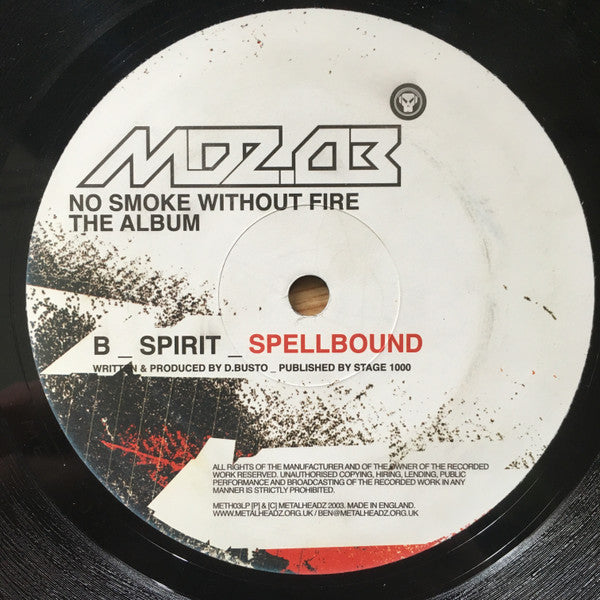 MDZ.03
NO SMOKE WITHOUT FIRE
THE ALBUM
B _ SPIRIT _ SPELLBOUND
WRITTEN & PRODUCED BY D.BUSTO _ PUBLISHED BY STAGE 1000
ALL RIGHTS OF THE MANUFACTURER AND OF THE OWNER OF THE RECORDED
WORK RESERVED. UNAUTHORISED COPYING, HIRING, LENDING, PUBLIC
PERFORMANCE AND BROADCASTING OF THE RECORDED WORK IN ANY
MANNER IS STRICTLY PROHIBITED.
METH03LP [P] & [C] METALHEADZ 2003. MADE IN ENGLAND.
WWW.METALHEADZ.ORG.UK / BEN@METALHEADZ.ORG.UK